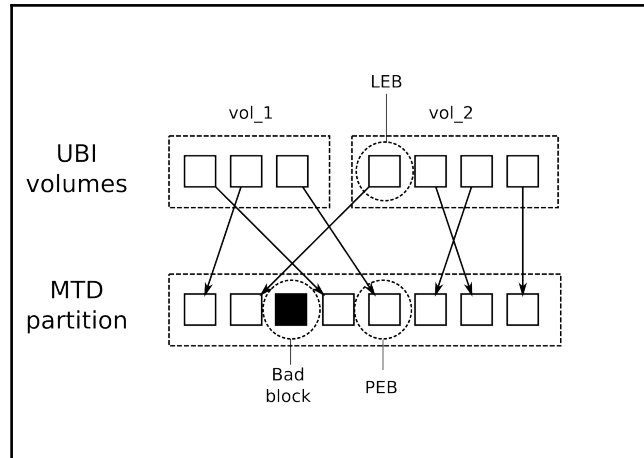 LEB
vol_1
vol_2
UBI
volumes
MTD
partition
Bad
block
PEB